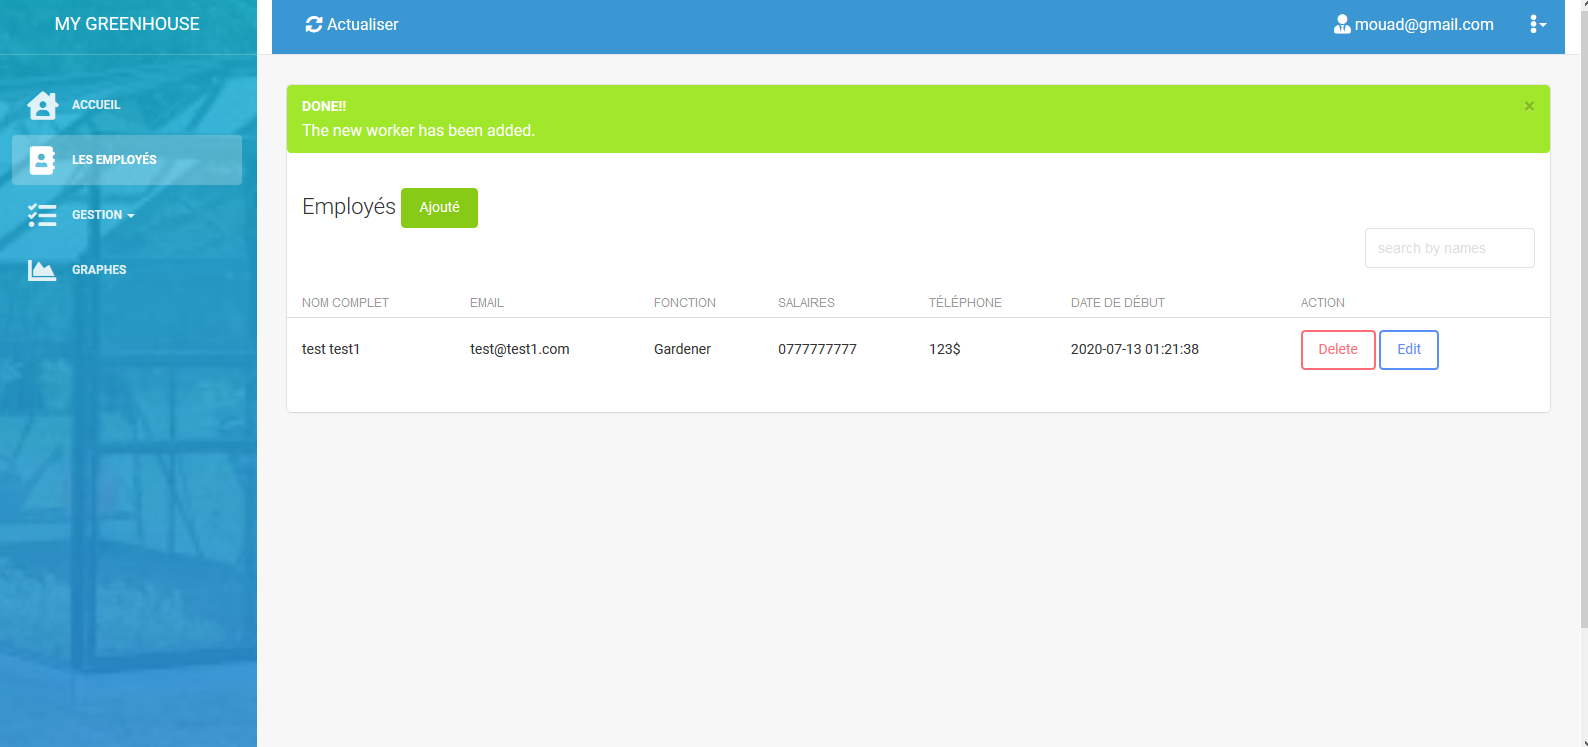 MY GREENHOUSE
Actualiser
mouad@gmail.com
ACCUEIL
LES EMPLOYÉS
GESTION
GRAPHES
DONE!!
×
The new worker has been added.
Employés Ajouté
search by names
NOM COMPLET EMAIL FONCTION SALAIRES TÉLÉPHONE DATE DE DÉBUT ACTION
test test1 test@test1.com Gardener 0777777777 123$ 2020-07-13 01:21:38 Delete Edit